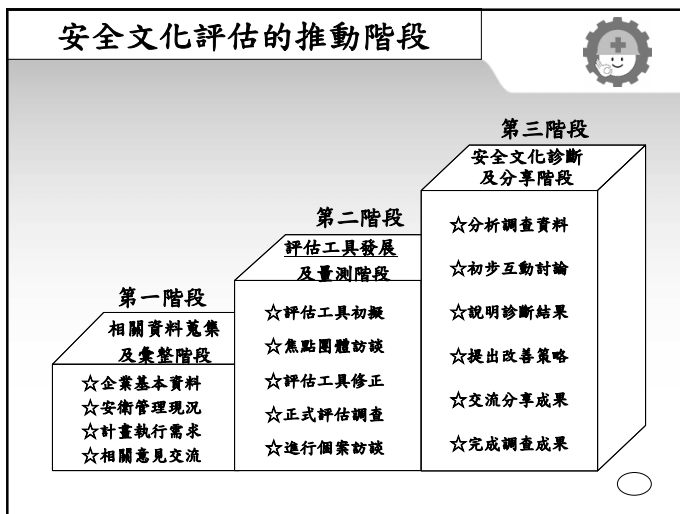 安全文化評估的推動階段
第一階段
相關資料蒐集
及彙整階段
☆企業基本資料
☆安衛管理現況
☆計畫執行需求
☆相關意見交流
第二階段
評估工具發展
及量測階段
☆評估工具初擬
☆焦點團體訪談
☆評估工具修正
☆正式評估調查
☆進行個案訪談
第三階段
安全文化診斷
及分享階段
☆分析調查資料
☆初步互動討論
☆說明診斷結果
☆提出改善策略
☆交流分享成果
☆完成調查成果